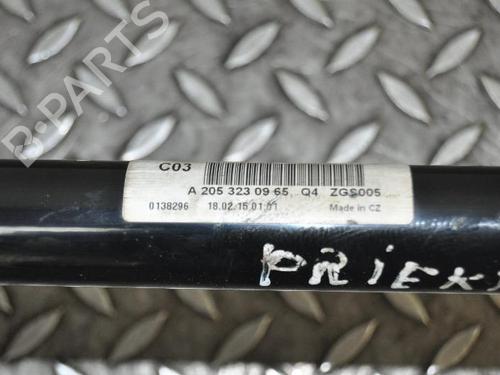 B-PARTS
C03
A 205 323 09 65 Q4 ZGS005
0138296 18.02.15.01.01 Made in CZ